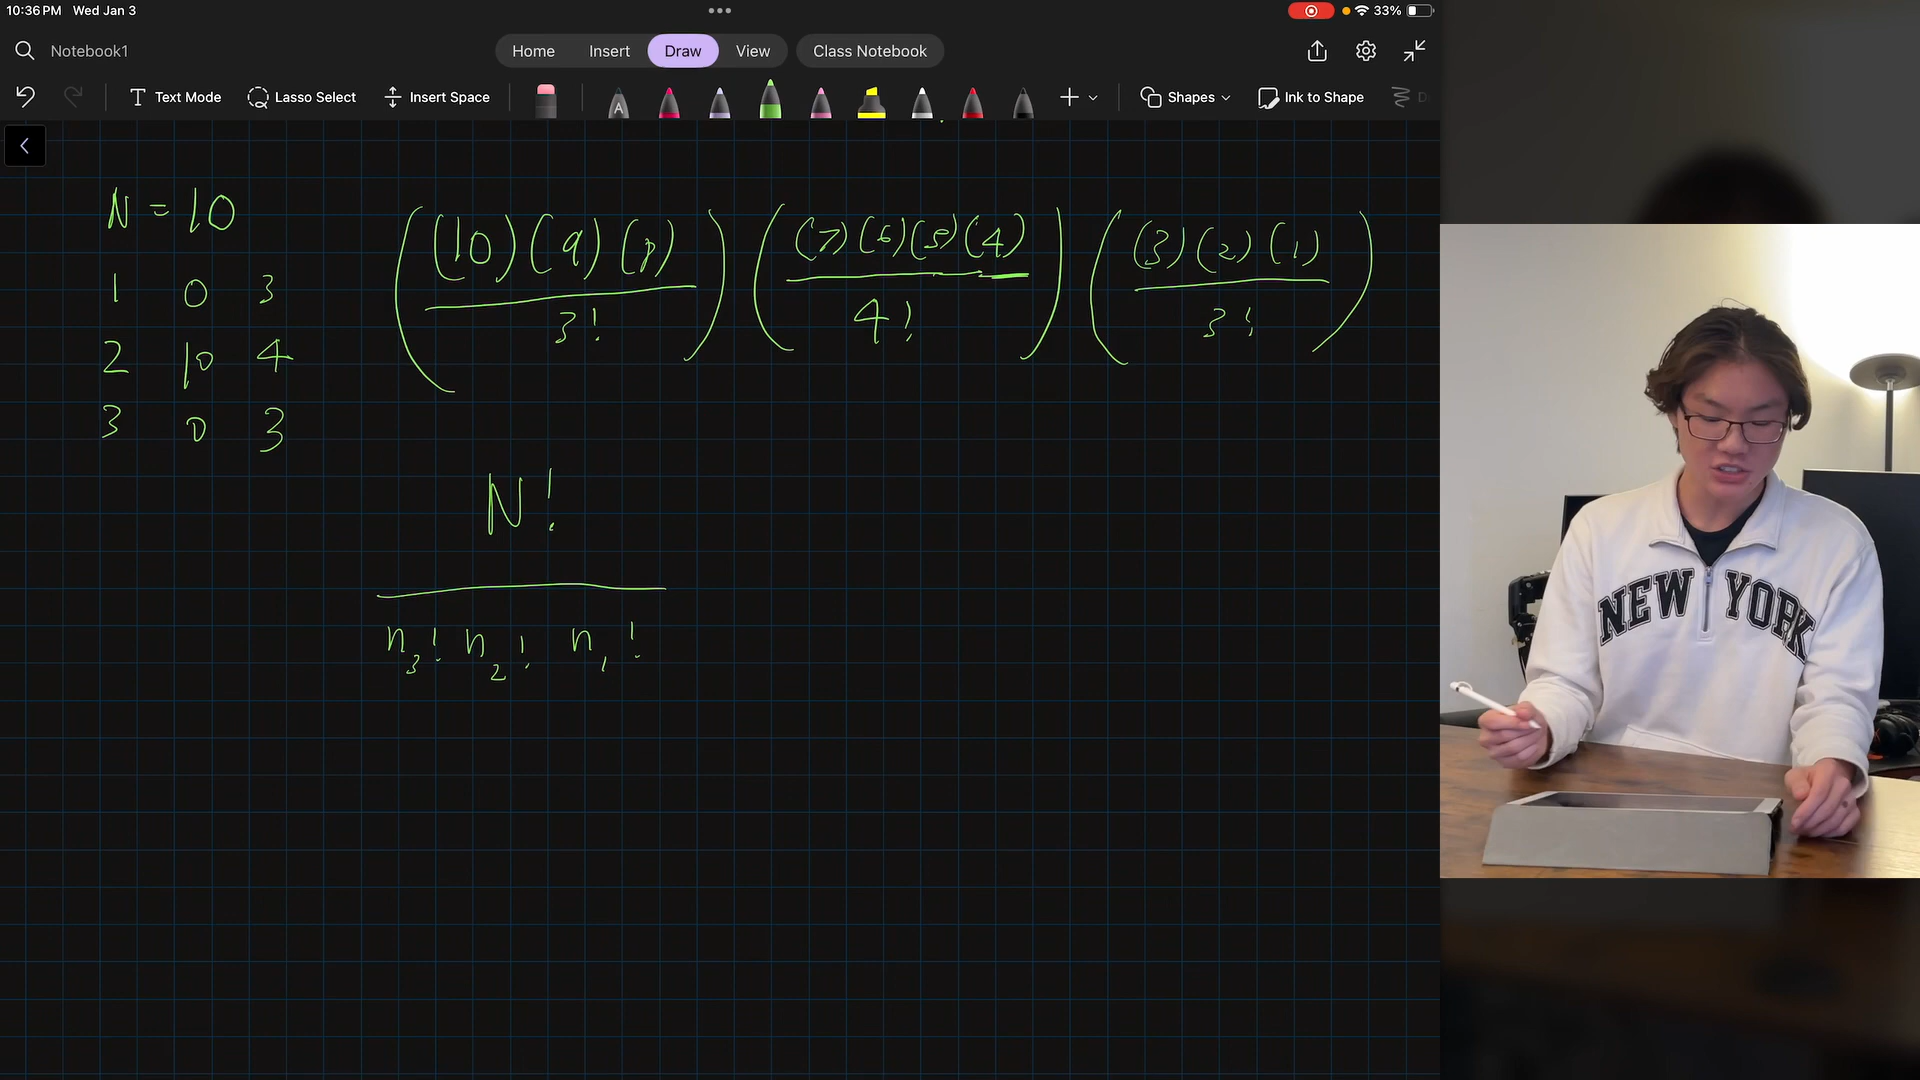 10:36 PM Wed Jan 3
33%
Notebook1
Home Insert Draw View Class Notebook
Text Mode Lasso Select Insert Space A Shapes Ink to Shape D
N = 10
1 0 3
2 10 4
3 0 3
((10)(9)(8) / 3!) ((7)(6)(5)(4) / 4!) ((3)(2)(1) / 3!)
N!
n₃! n₂! n₁!
NEW YORK